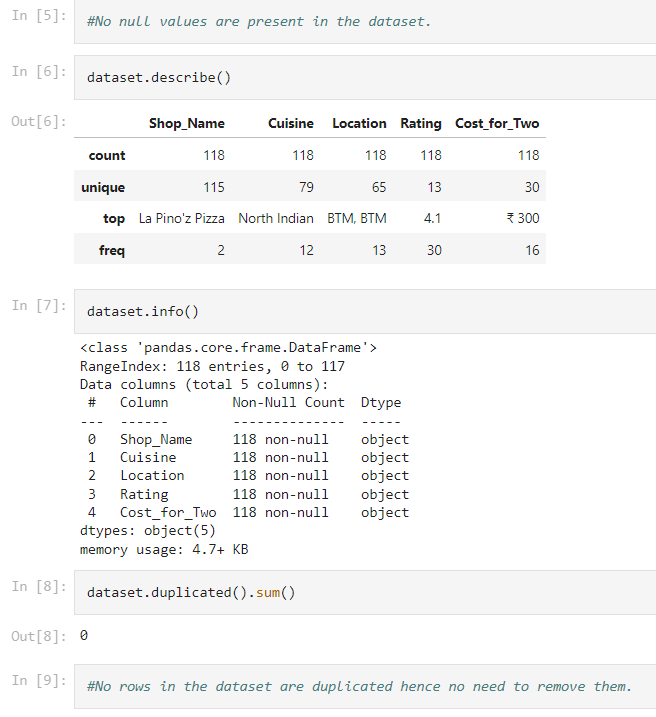 In [5]: #No null values are present in the dataset.
In [6]: dataset.describe()
Out[6]:
Shop_Name Cuisine Location Rating Cost_for_Two
count 118 118 118 118 118
unique 115 79 65 13 30
top La Pino'z Pizza North Indian BTM, BTM 4.1 ₹ 300
freq 2 12 13 30 16
In [7]: dataset.info()
<class 'pandas.core.frame.DataFrame'>
RangeIndex: 118 entries, 0 to 117
Data columns (total 5 columns):
# Column Non-Null Count Dtype
--- ------ -------------- -----
0 Shop_Name 118 non-null object
1 Cuisine 118 non-null object
2 Location 118 non-null object
3 Rating 118 non-null object
4 Cost_for_Two 118 non-null object
dtypes: object(5)
memory usage: 4.7+ KB
In [8]: dataset.duplicated().sum()
Out[8]: 0
In [9]: #No rows in the dataset are duplicated hence no need to remove them.